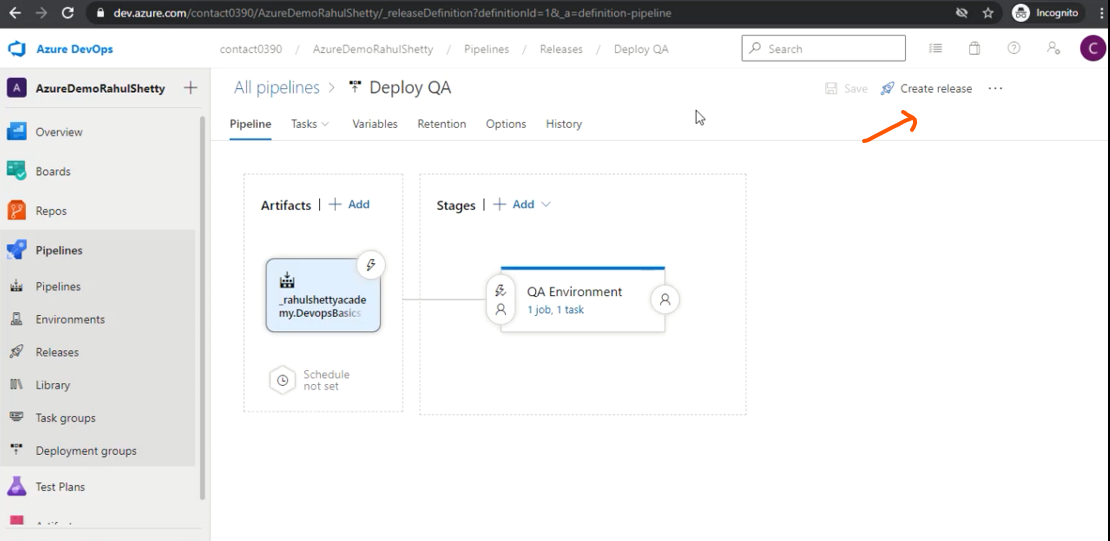 dev.azure.com/contact0390/AzureDemoRahulShetty/_releaseDefinition?definitionId=1&_a=definition-pipeline
Incognito
Azure DevOps
contact0390 / AzureDemoRahulShetty / Pipelines / Releases / Deploy QA
Search
C
A AzureDemoRahulShetty
All pipelines > Deploy QA
Save Create release ...
Pipeline Tasks Variables Retention Options History
Overview
Boards
Repos
Pipelines
Pipelines
Environments
Releases
Library
Task groups
Deployment groups
Test Plans
Artifacts | + Add
_rahulshettyacade
my.DevopsBasics
Schedule
not set
Stages | + Add
QA Environment
1 job, 1 task